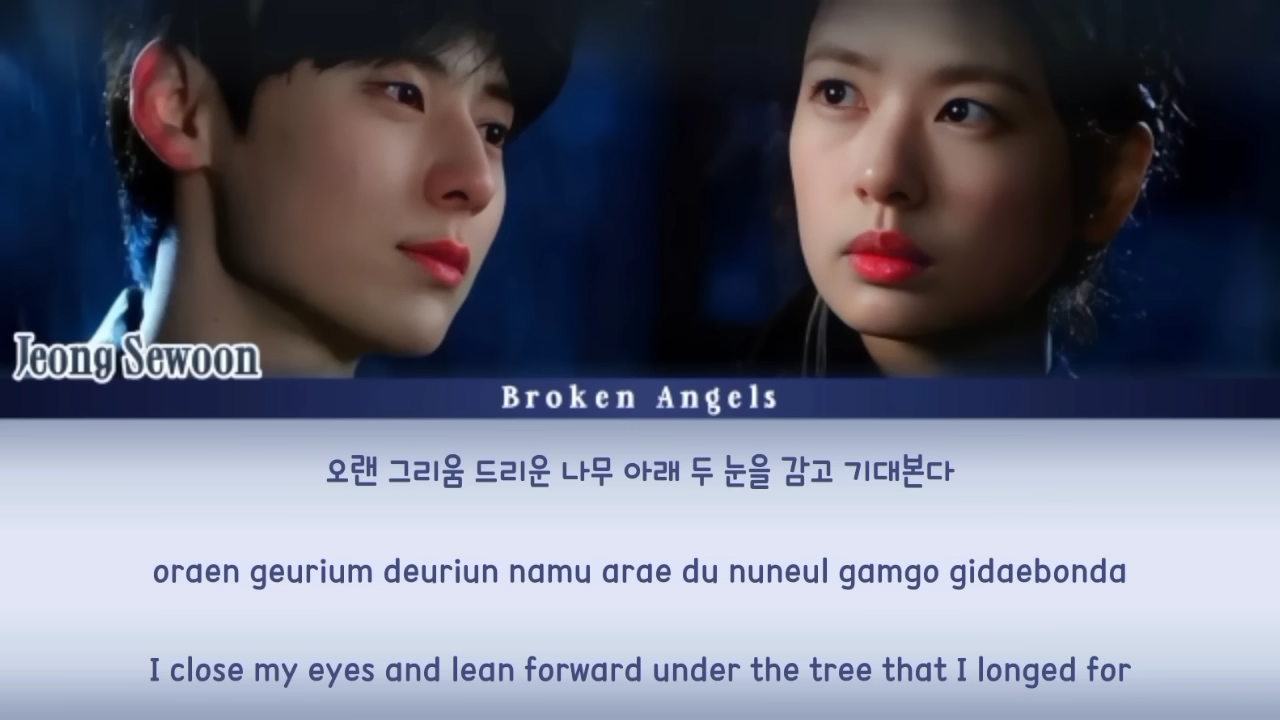 Jeong Sewoon
Broken Angels
오랜 그리움 드리운 나무 아래 두 눈을 감고 기대본다
oraen geurium deuriun namu arae du nuneul gamgo gidaebonda
I close my eyes and lean forward under the tree that I longed for